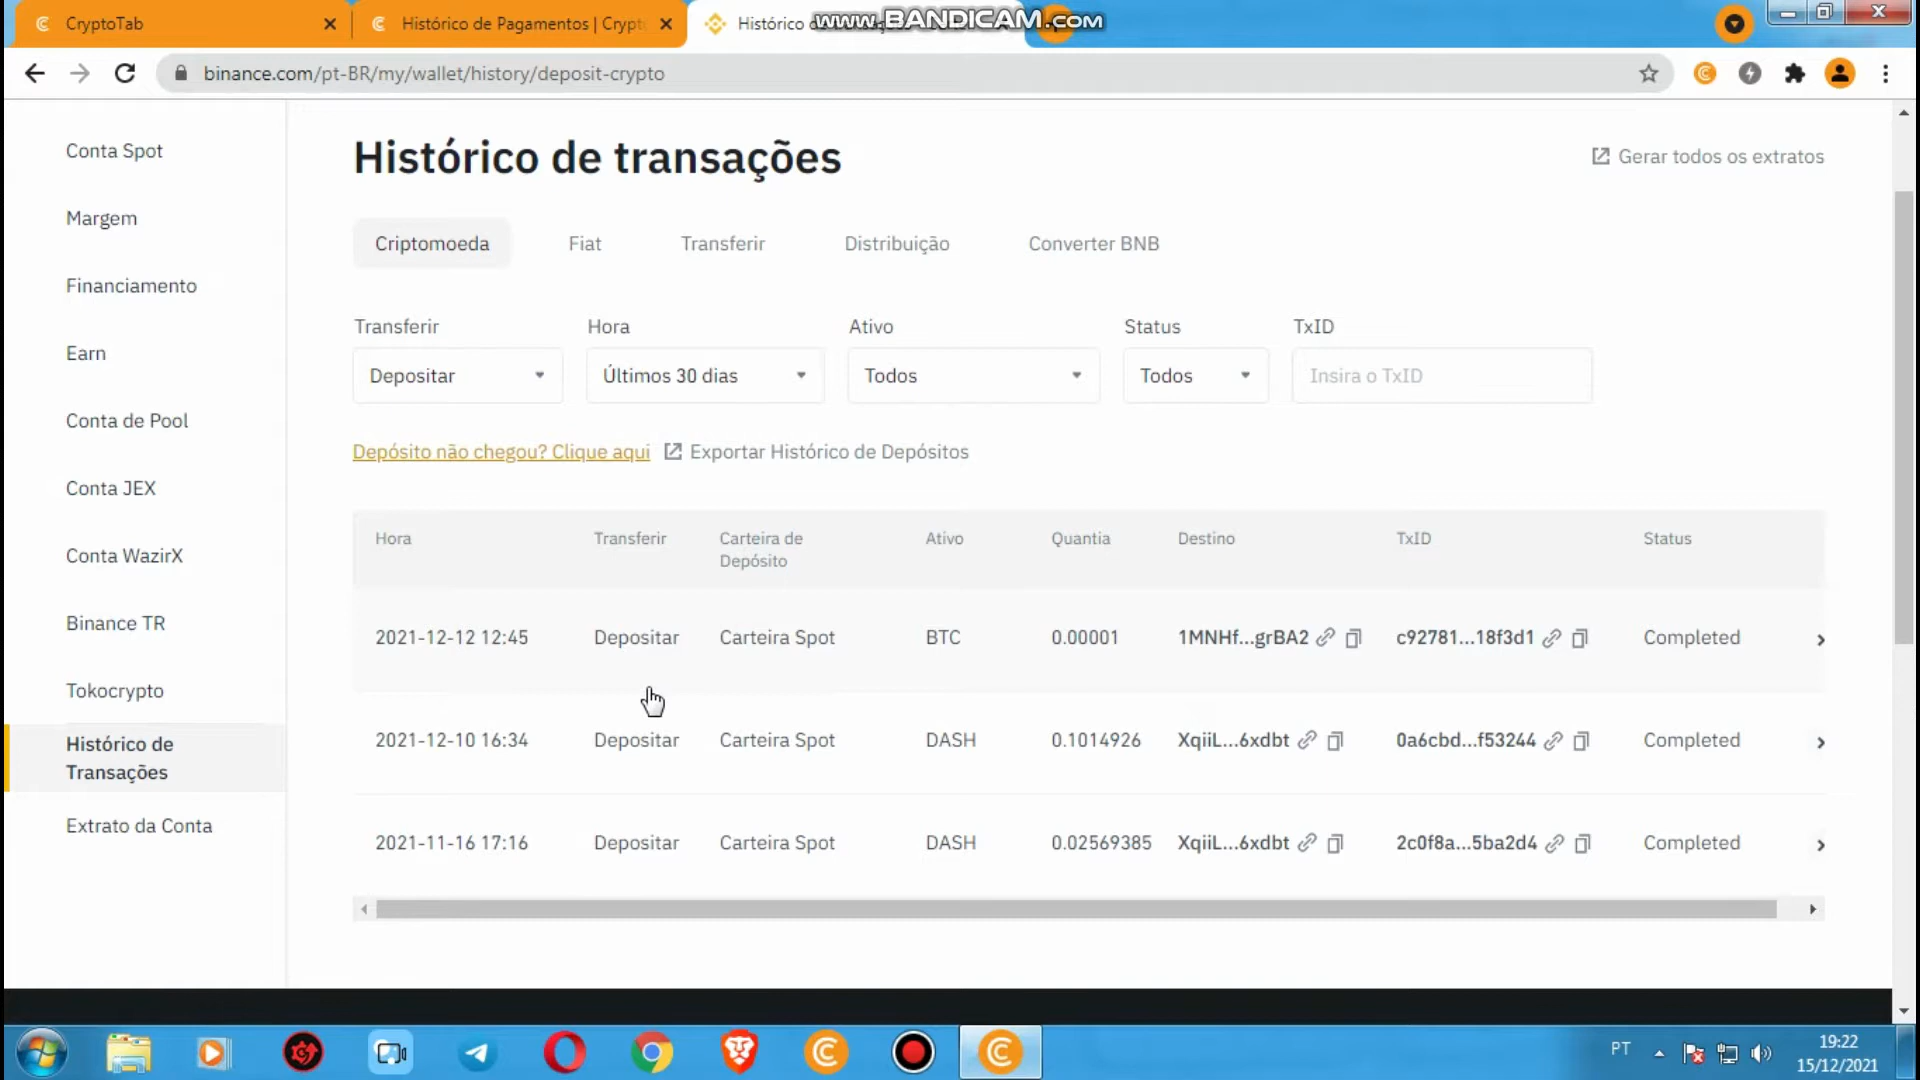 CryptoTab
Histórico de Pagamentos | Crypt
Histórico
www.BANDICAM.com
binance.com/pt-BR/my/wallet/history/deposit-crypto
Conta Spot
Margem
Financiamento
Earn
Conta de Pool
Conta JEX
Conta WazirX
Binance TR
Tokocrypto
Histórico de
Transações
Extrato da Conta
Histórico de transações
Gerar todos os extratos
Criptomoeda Fiat Transferir Distribuição Converter BNB
Transferir Hora Ativo Status TxID
Depositar Últimos 30 dias Todos Todos Insira o TxID
Depósito não chegou? Clique aqui Exportar Histórico de Depósitos
Hora Transferir Carteira de Ativo Quantia Destino TxID Status
Depósito
2021-12-12 12:45 Depositar Carteira Spot BTC 0.00001 1MNHf...grBA2 c92781...18f3d1 Completed
2021-12-10 16:34 Depositar Carteira Spot DASH 0.1014926 XqiiL...6xdbt 0a6cbd...f53244 Completed
2021-11-16 17:16 Depositar Carteira Spot DASH 0.02569385 XqiiL...6xdbt 2c0f8a...5ba2d4 Completed
PT
19:22
15/12/2021